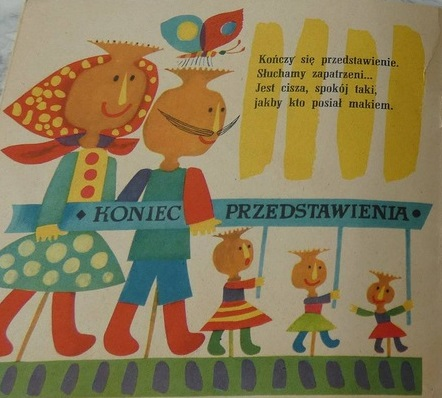 Kończy się przedstawienie.
Słuchamy zapatrzeni...
Jest cisza, spokój taki,
jakby kto posiał makiem.
KONIEC PRZEDSTAWIENIA